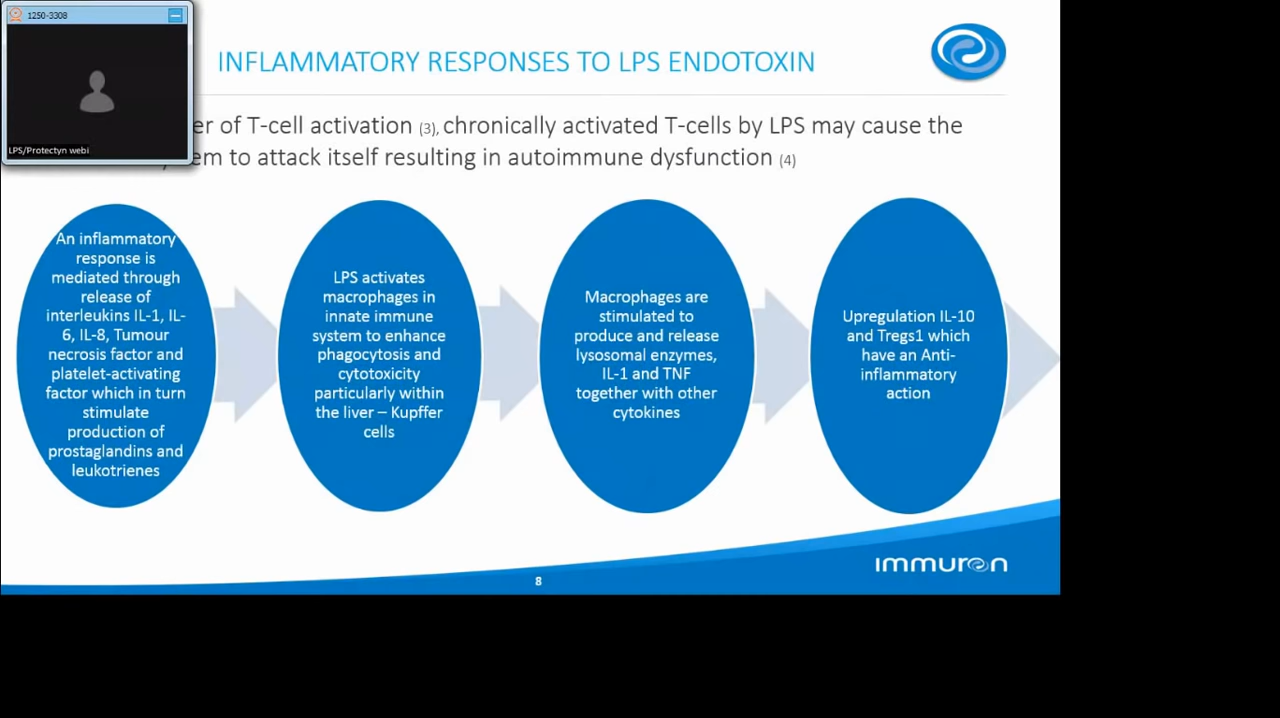 1250-3308
LPS/Protectyn webi
INFLAMMATORY RESPONSES TO LPS ENDOTOXIN
of T-cell activation (3), chronically activated T-cells by LPS may cause the
to attack itself resulting in autoimmune dysfunction (4)
An inflammatory
response is
mediated through
release of
interleukins IL-1, IL-
6, IL-8, Tumour
necrosis factor and
platelet-activating
factor which in turn
stimulate
production of
prostaglandins and
leukotrienes
LPS activates
macrophages in
innate immune
system to enhance
phagocytosis and
cytotoxicity
particularly within
the liver – Kupffer
cells
Macrophages are
stimulated to
produce and release
lysosomal enzymes,
IL-1 and TNF
together with other
cytokines
Upregulation IL-10
and Tregs1 which
have an Anti-
inflammatory
action
immuron
8